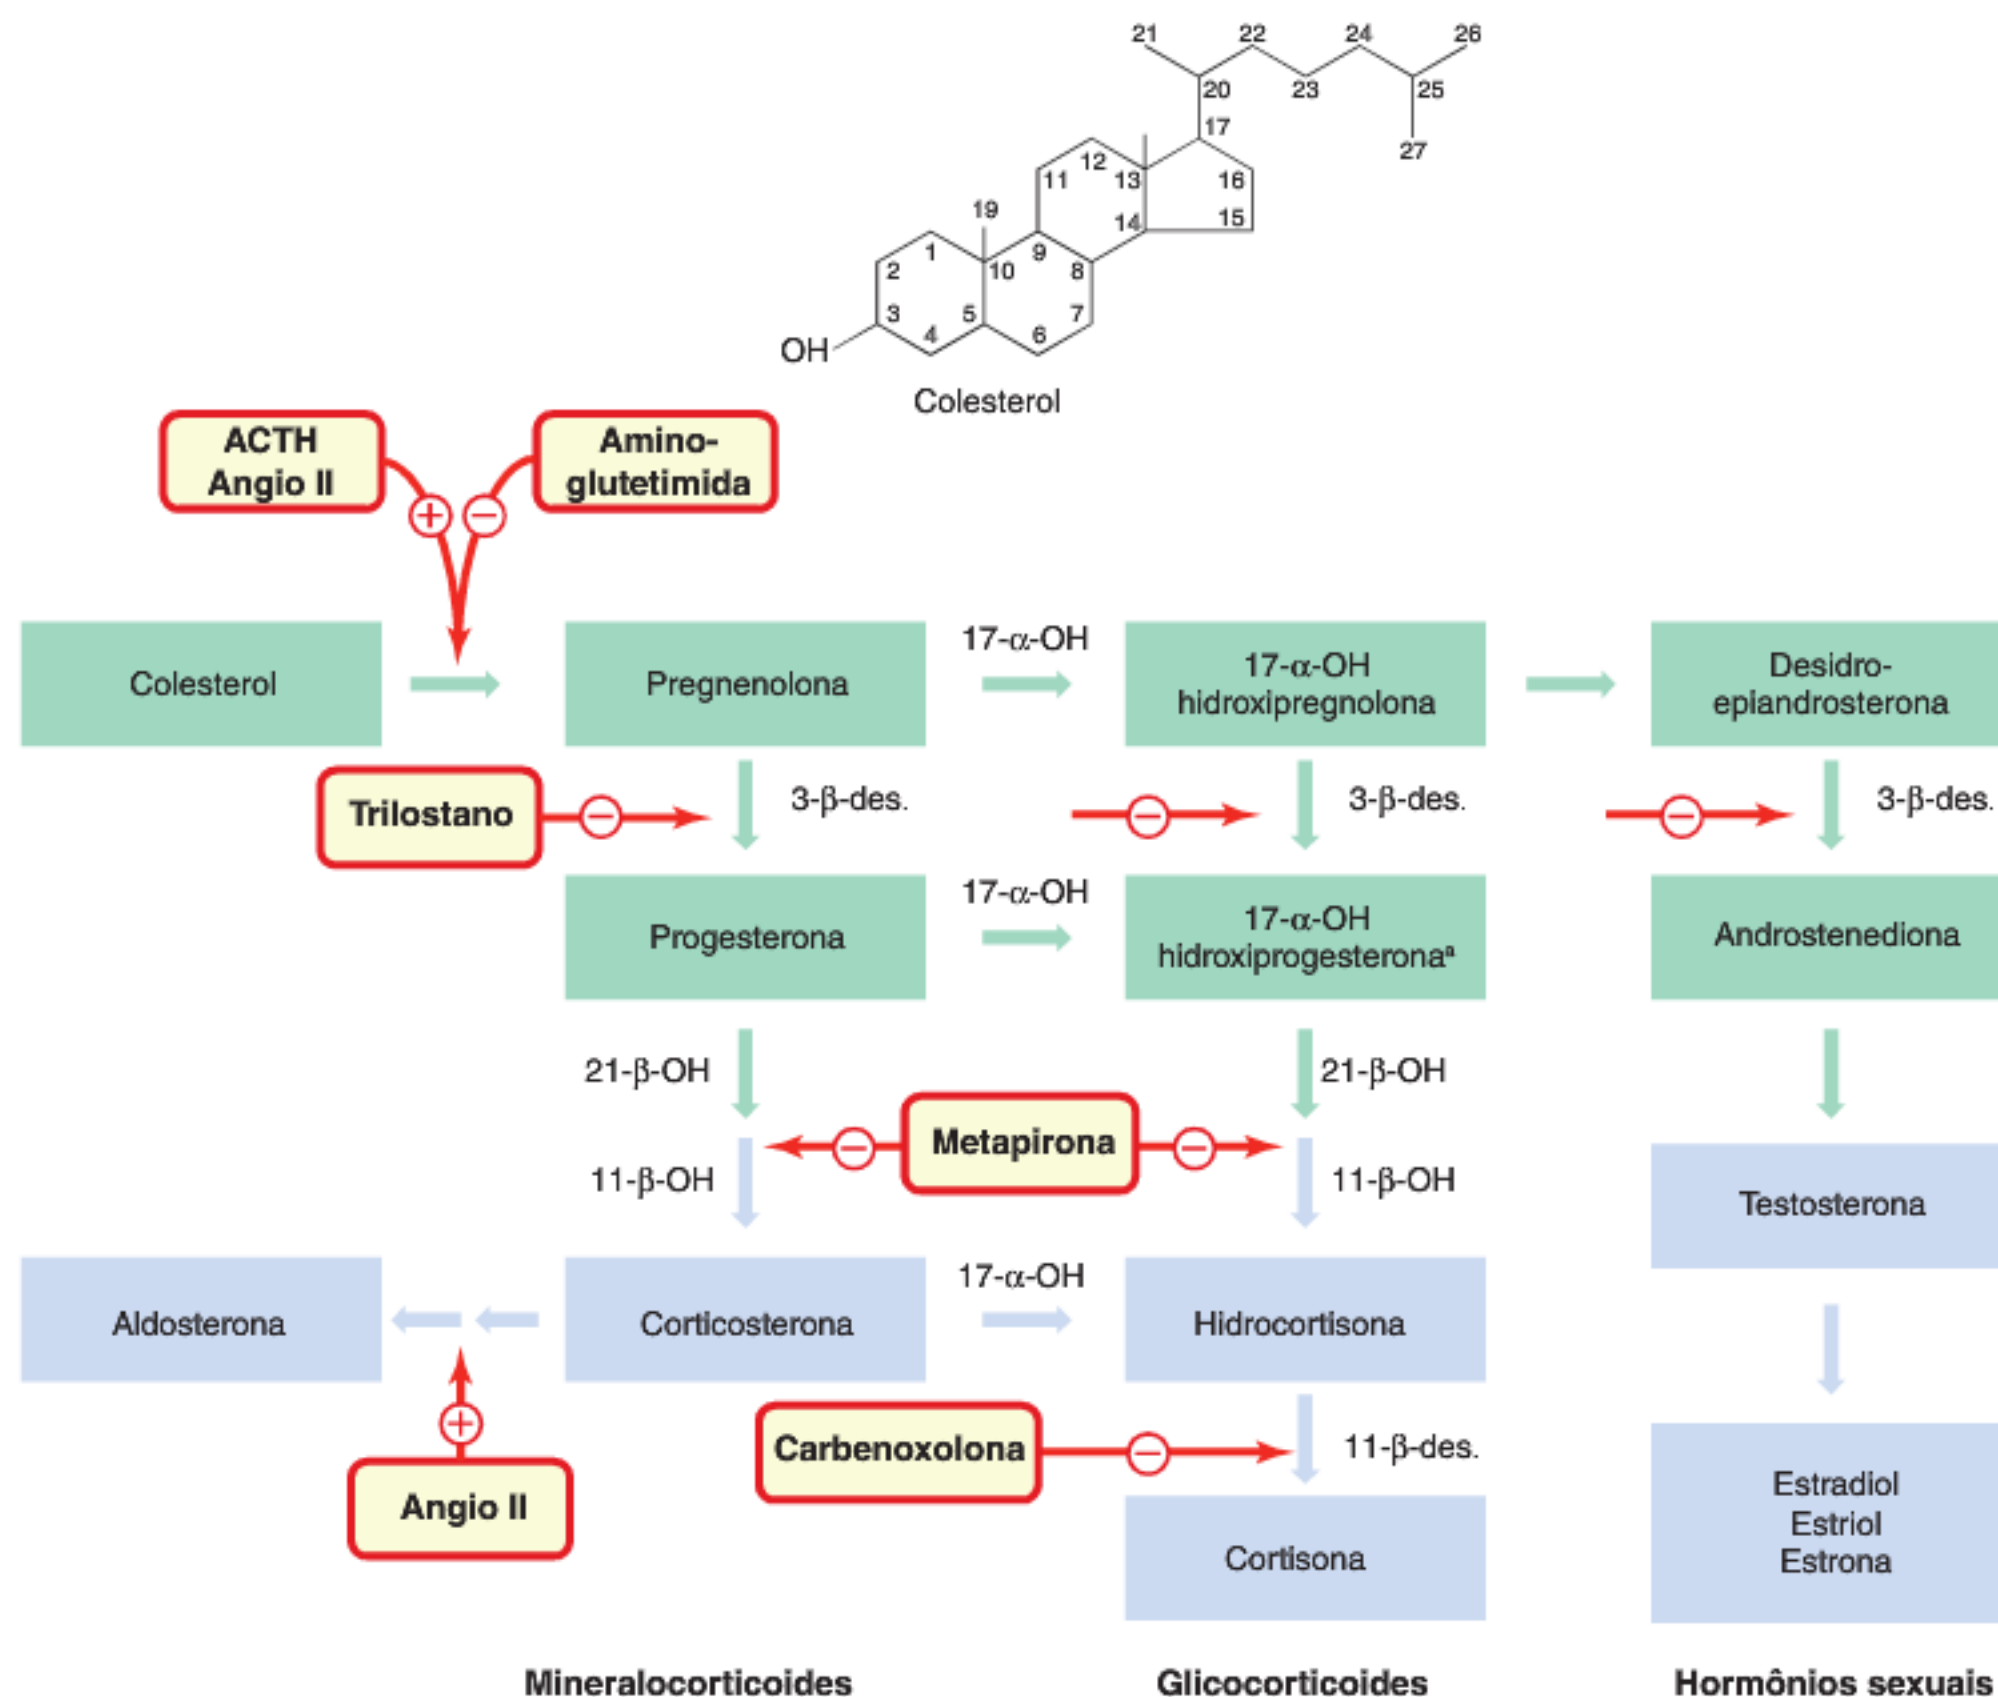 21
22
24
26
20
23
25
17
27
12
11
13
16
19
14
15
1
9
2
10
8
3
5
7
4
6
OH
Colesterol
ACTH
Angio II
Amino-
glutetimida
+
−
Colesterol
Pregnenolona
17-α-OH
17-α-OH
hidroxipregnolona
Desidro-
epiandrosterona
Trilostano
−
3-β-des.
−
3-β-des.
−
3-β-des.
Progesterona
17-α-OH
17-α-OH
hidroxiprogesteronaª
Androstenediona
21-β-OH
21-β-OH
−
Metapirona
−
11-β-OH
11-β-OH
Testosterona
Aldosterona
Corticosterona
17-α-OH
Hidrocortisona
+
Angio II
Carbenoxolona
−
11-β-des.
Cortisona
Estradiol
Estriol
Estrona
Mineralocorticoides
Glicocorticoides
Hormônios sexuais